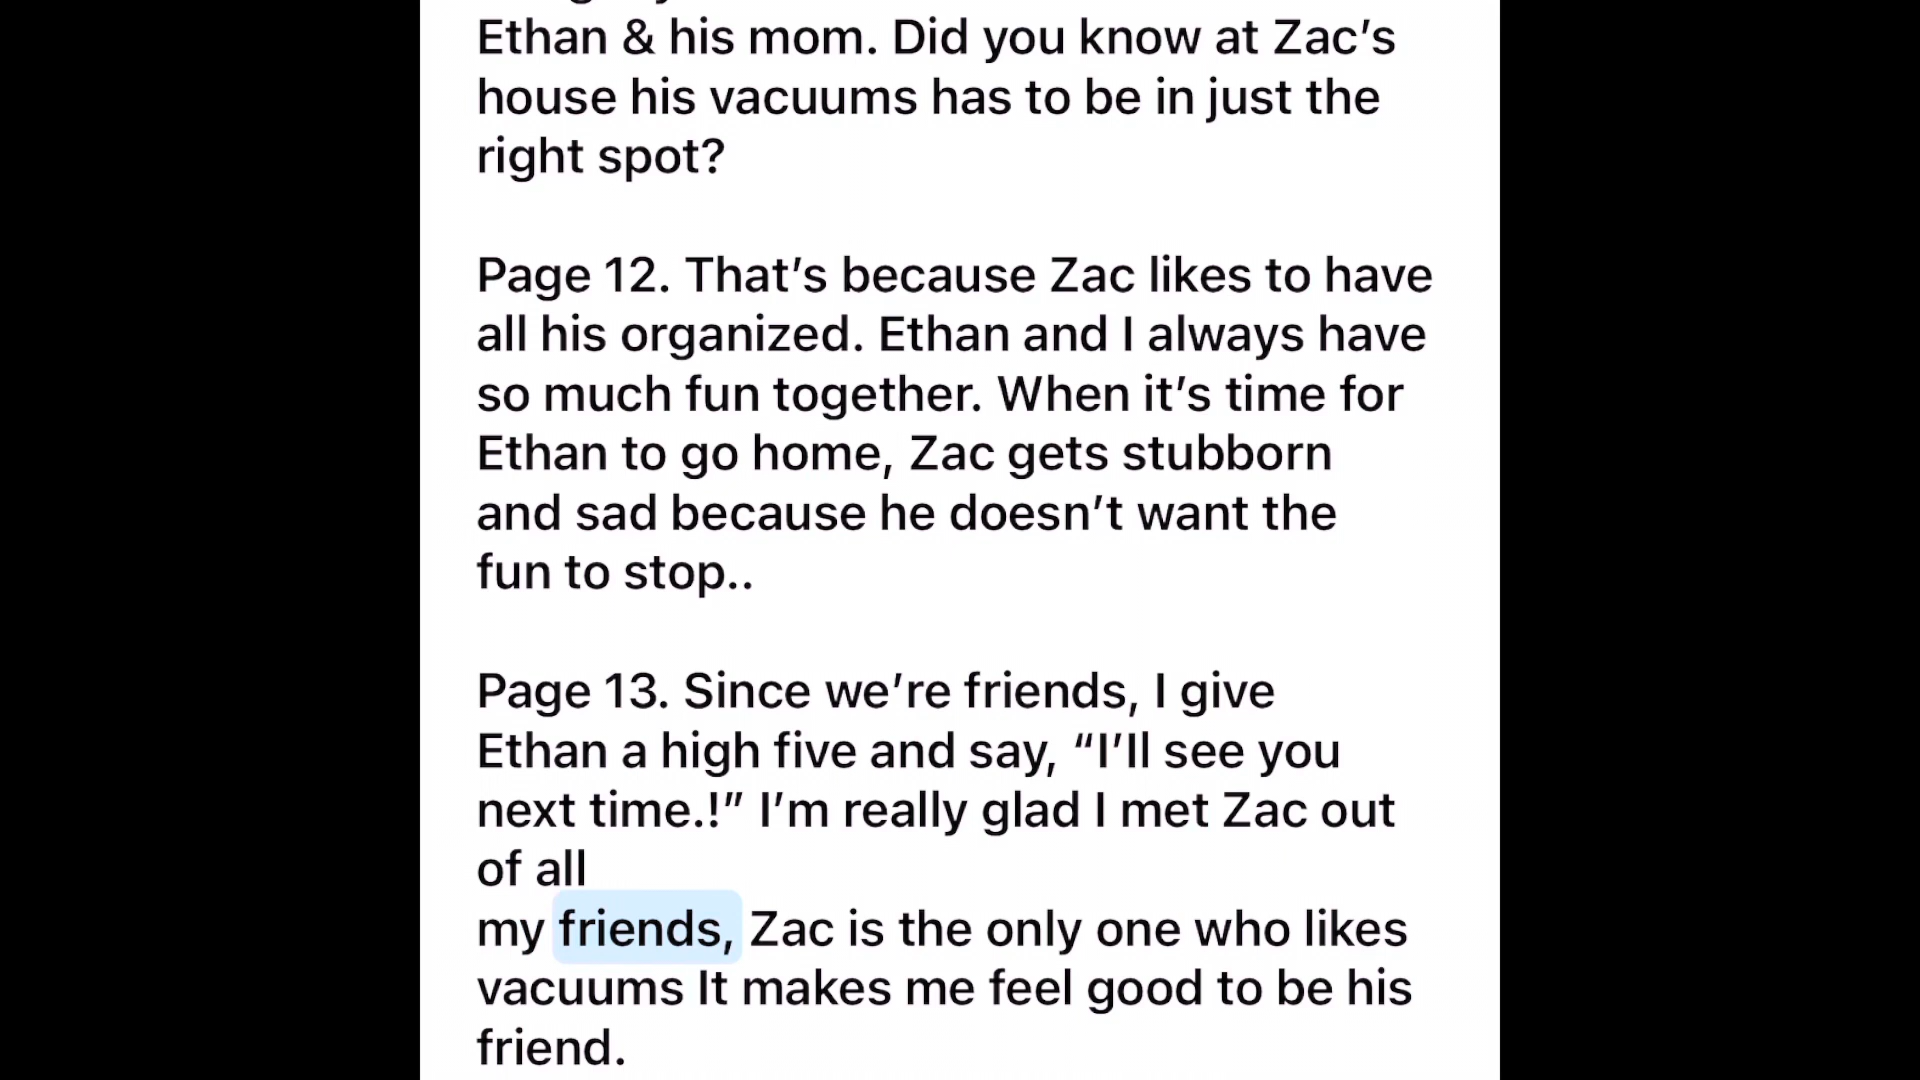 Ethan & his mom. Did you know at Zac’s
house his vacuums has to be in just the
right spot?
Page 12. That’s because Zac likes to have
all his organized. Ethan and I always have
so much fun together. When it’s time for
Ethan to go home, Zac gets stubborn
and sad because he doesn’t want the
fun to stop..
Page 13. Since we’re friends, I give
Ethan a high five and say, “I’ll see you
next time.!” I’m really glad I met Zac out
of all
my friends, Zac is the only one who likes
vacuums It makes me feel good to be his
friend.